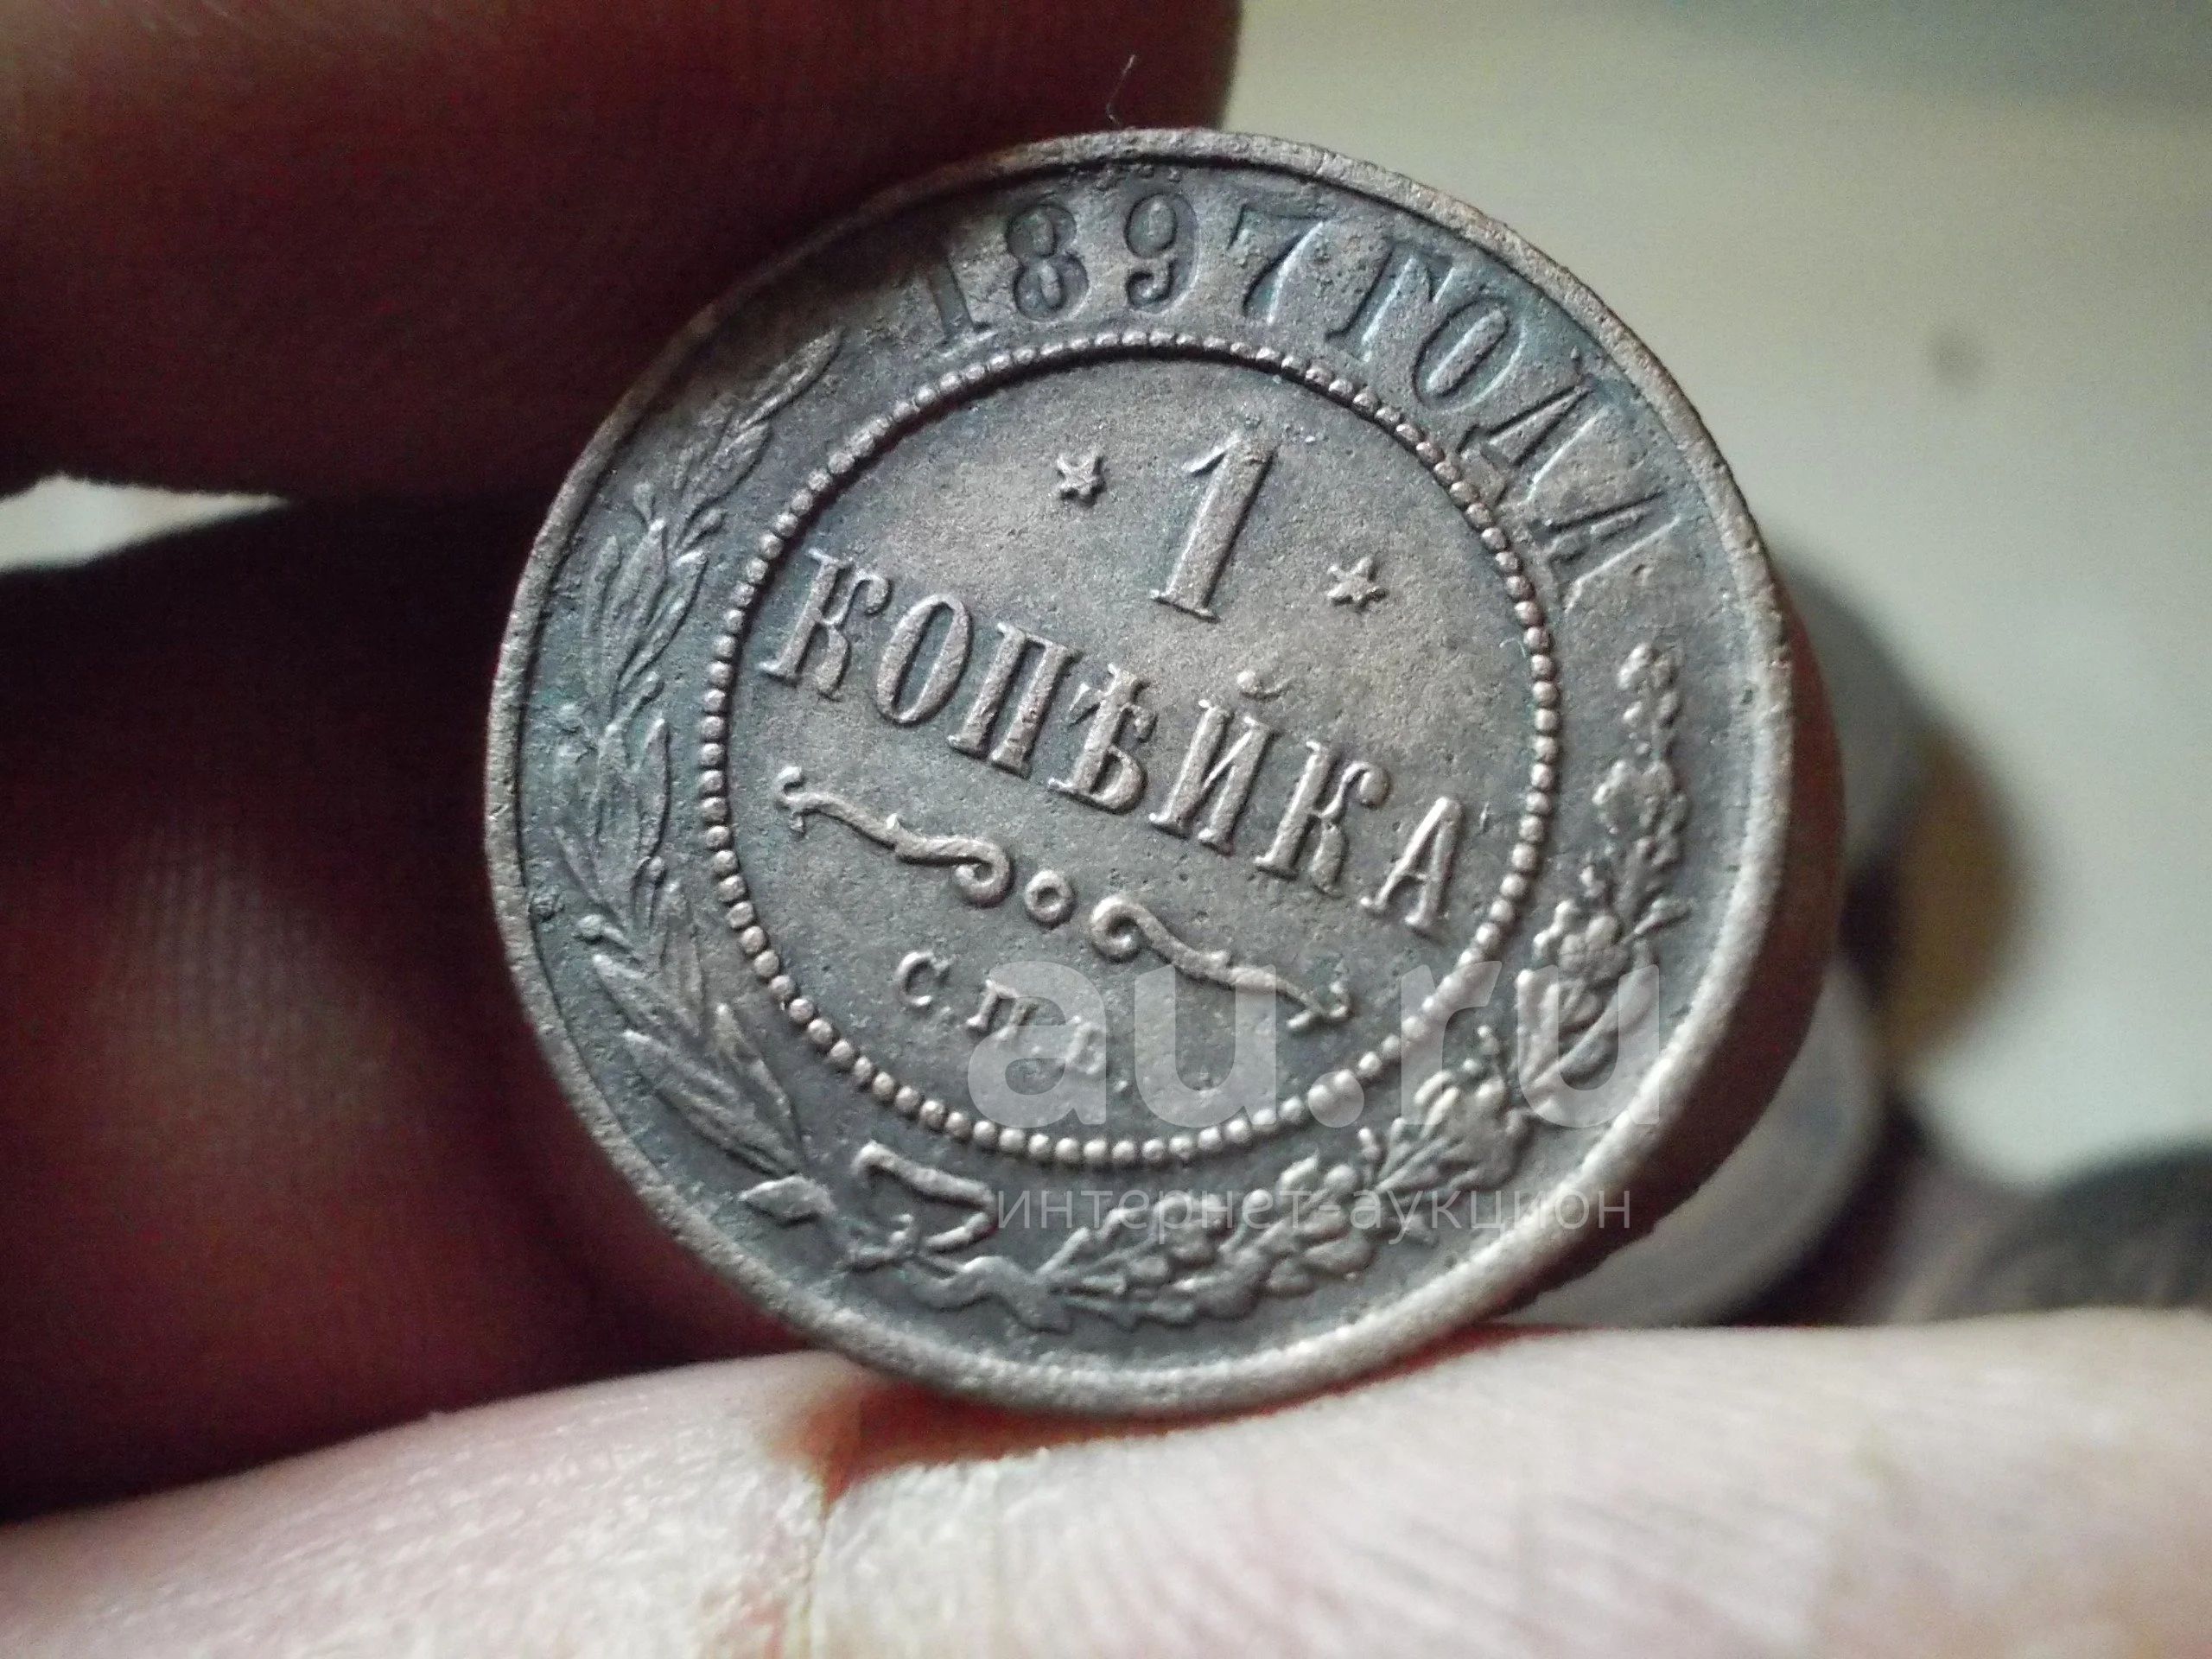 1897 ГОДА
* 1 *
КОПѢЙКА
С.П.Б.
au.ru
интернет-аукцион